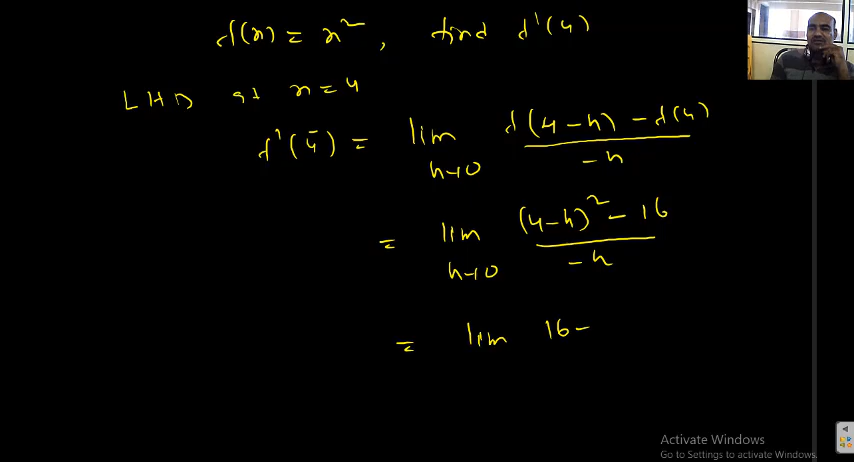 f(x) = x², find f'(4)
LHD at x = 4
f'(4⁻) = lim h→0 f(4-h) - f(4) / -h
= lim h→0 (4-h)² - 16 / -h
= lim 16-
Activate Windows
Go to Settings to activate Windows.